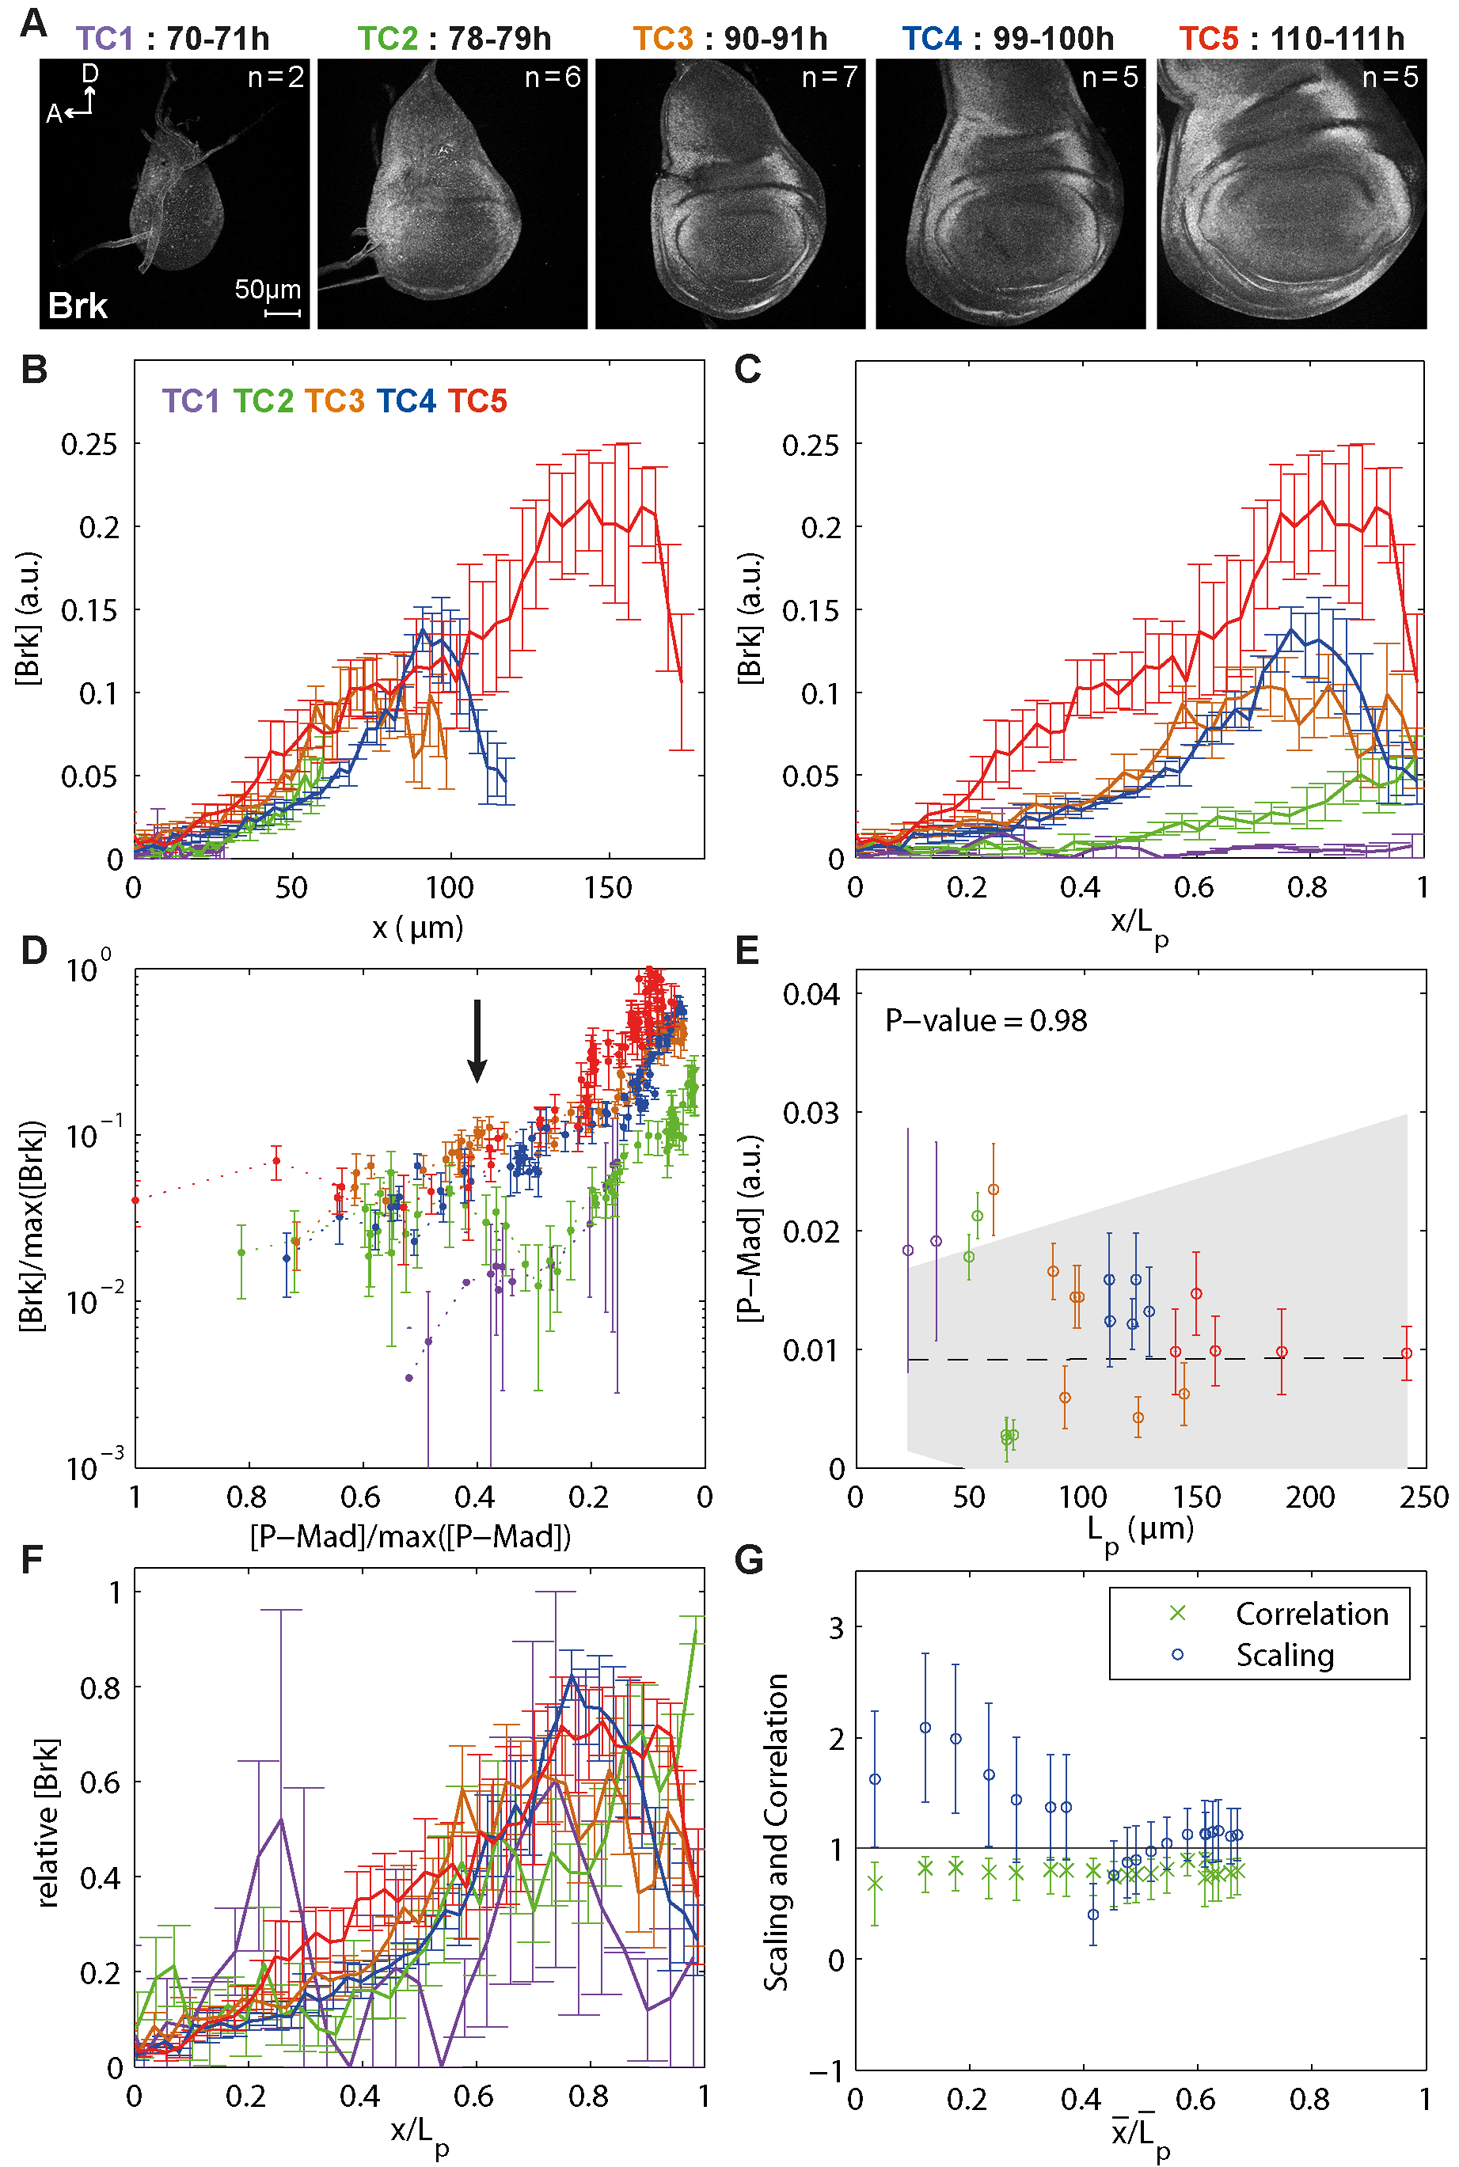 A
TC1 : 70-71h TC2 : 78-79h TC3 : 90-91h TC4 : 99-100h TC5 : 110-111h
D
A
n=2 n=6 n=7 n=5 n=5
50µm
Brk
B
TC1 TC2 TC3 TC4 TC5
[Brk] (a.u.)
0.25
0.2
0.15
0.1
0.05
0
0 50 100 150
x ( µm)
C
[Brk] (a.u.)
0.25
0.2
0.15
0.1
0.05
0
0 0.2 0.4 0.6 0.8 1
x/Lp
D
[Brk]/max([Brk])
10^0
10^−1
10^−2
10^−3
1 0.8 0.6 0.4 0.2 0
[P−Mad]/max([P−Mad])
E
P−value = 0.98
[P−Mad] (a.u.)
0.04
0.03
0.02
0.01
0
0 50 100 150 200 250
Lp (µm)
F
relative [Brk]
1
0.8
0.6
0.4
0.2
0
0 0.2 0.4 0.6 0.8 1
x/Lp
G
Correlation
Scaling
Scaling and Correlation
3
2
1
0
−1
0 0.2 0.4 0.6 0.8 1
x̄/L̄p